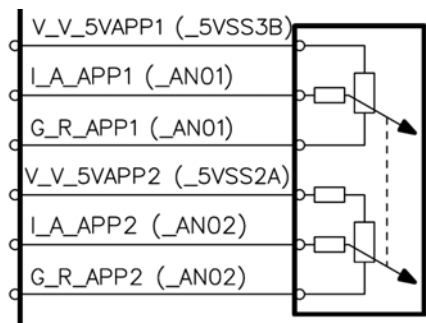 V_V_5VAPP1 (_5VSS3B)
I_A_APP1 (_AN01)
G_R_APP1 (_AN01)
V_V_5VAPP2 (_5VSS2A)
I_A_APP2 (_AN02)
G_R_APP2 (_AN02)